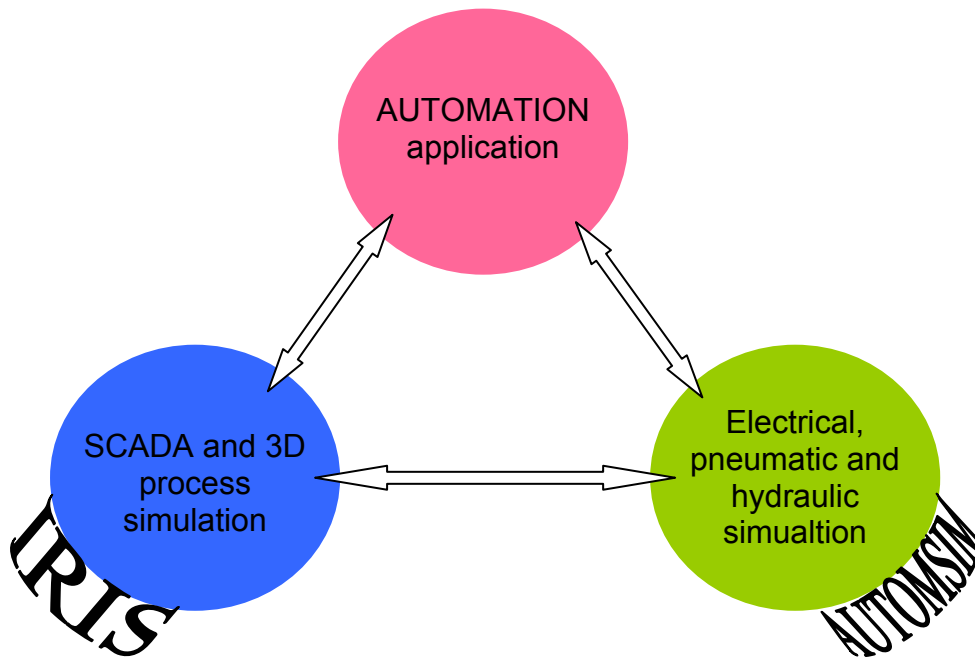 AUTOMATION
application
SCADA and 3D
process
simulation
Electrical,
pneumatic and
hydraulic
simualtion
IRIS
AUTOMSIM